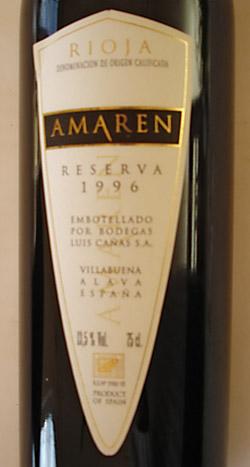 RIOJA
DENOMINACION DE ORIGEN CALIFICADA
AMAREN
RESERVA
1996
AMAREN
EMBOTELLADO
POR BODEGAS
LUIS CAÑAS S.A.
VILLABUENA
ALAVA
ESPAÑA
13,5 % Vol. 75 cl.
PRODUCT
OF SPAIN